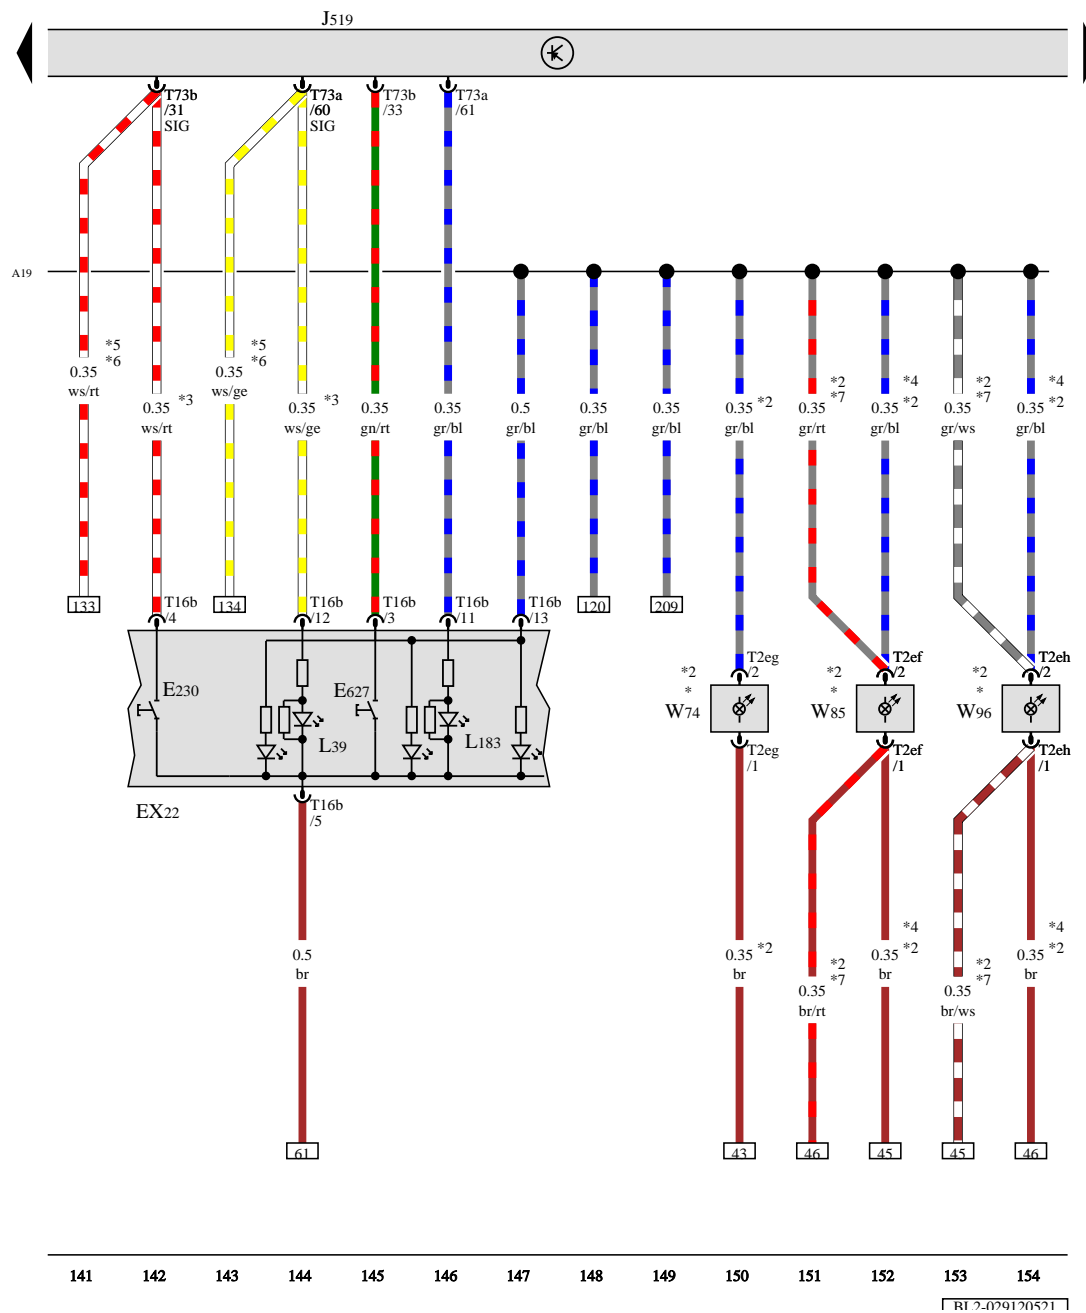 J519
T73b
/31
SIG
T73a
/60
SIG
T73b
/33
T73a
/61
A19
*5
*6
0.35
ws/rt
*5
*6
0.35
ws/ge
0.35 *3
ws/rt
0.35 *3
ws/ge
0.35
gn/rt
0.35
gr/bl
0.5
gr/bl
0.35
gr/bl
0.35
gr/bl
0.35 *2
gr/bl
*2
*7
0.35
gr/rt
*4
0.35 *2
gr/bl
*2
*7
0.35
gr/ws
*4
0.35 *2
gr/bl
133
T16b
/4
134
T16b
/12
T16b
/3
T16b
/11
T16b
/13
120
209
T2eg
/2
T2ef
/2
T2eh
/2
E230
L39
E627
L183
*2
*
W74
*2
*
W85
*2
*
W96
T2eg
/1
T2ef
/1
T2eh
/1
EX22
T16b
/5
0.5
br
0.35 *2
br
*2
*7
0.35
br/rt
*4
0.35 *2
br
*2
*7
0.35
br/ws
*4
0.35 *2
br
61
43
46
45
45
46
141 142 143 144 145 146 147 148 149 150 151 152 153 154
BL2-029120521